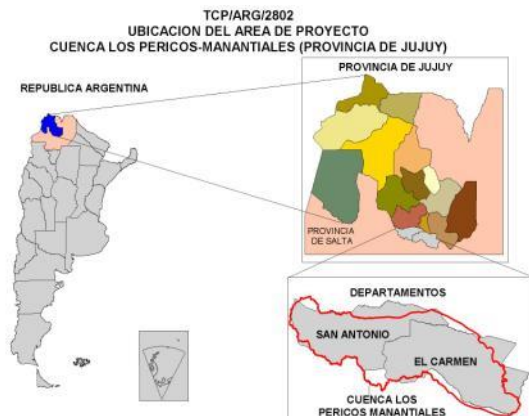 TCP/ARG/2802
UBICACION DEL AREA DE PROYECTO
CUENCA LOS PERICOS-MANANTIALES (PROVINCIA DE JUJUY)
REPUBLICA ARGENTINA
PROVINCIA DE JUJUY
PROVINCIA
DE SALTA
DEPARTAMENTOS
SAN ANTONIO
EL CARMEN
CUENCA LOS
PERICOS MANANTIALES